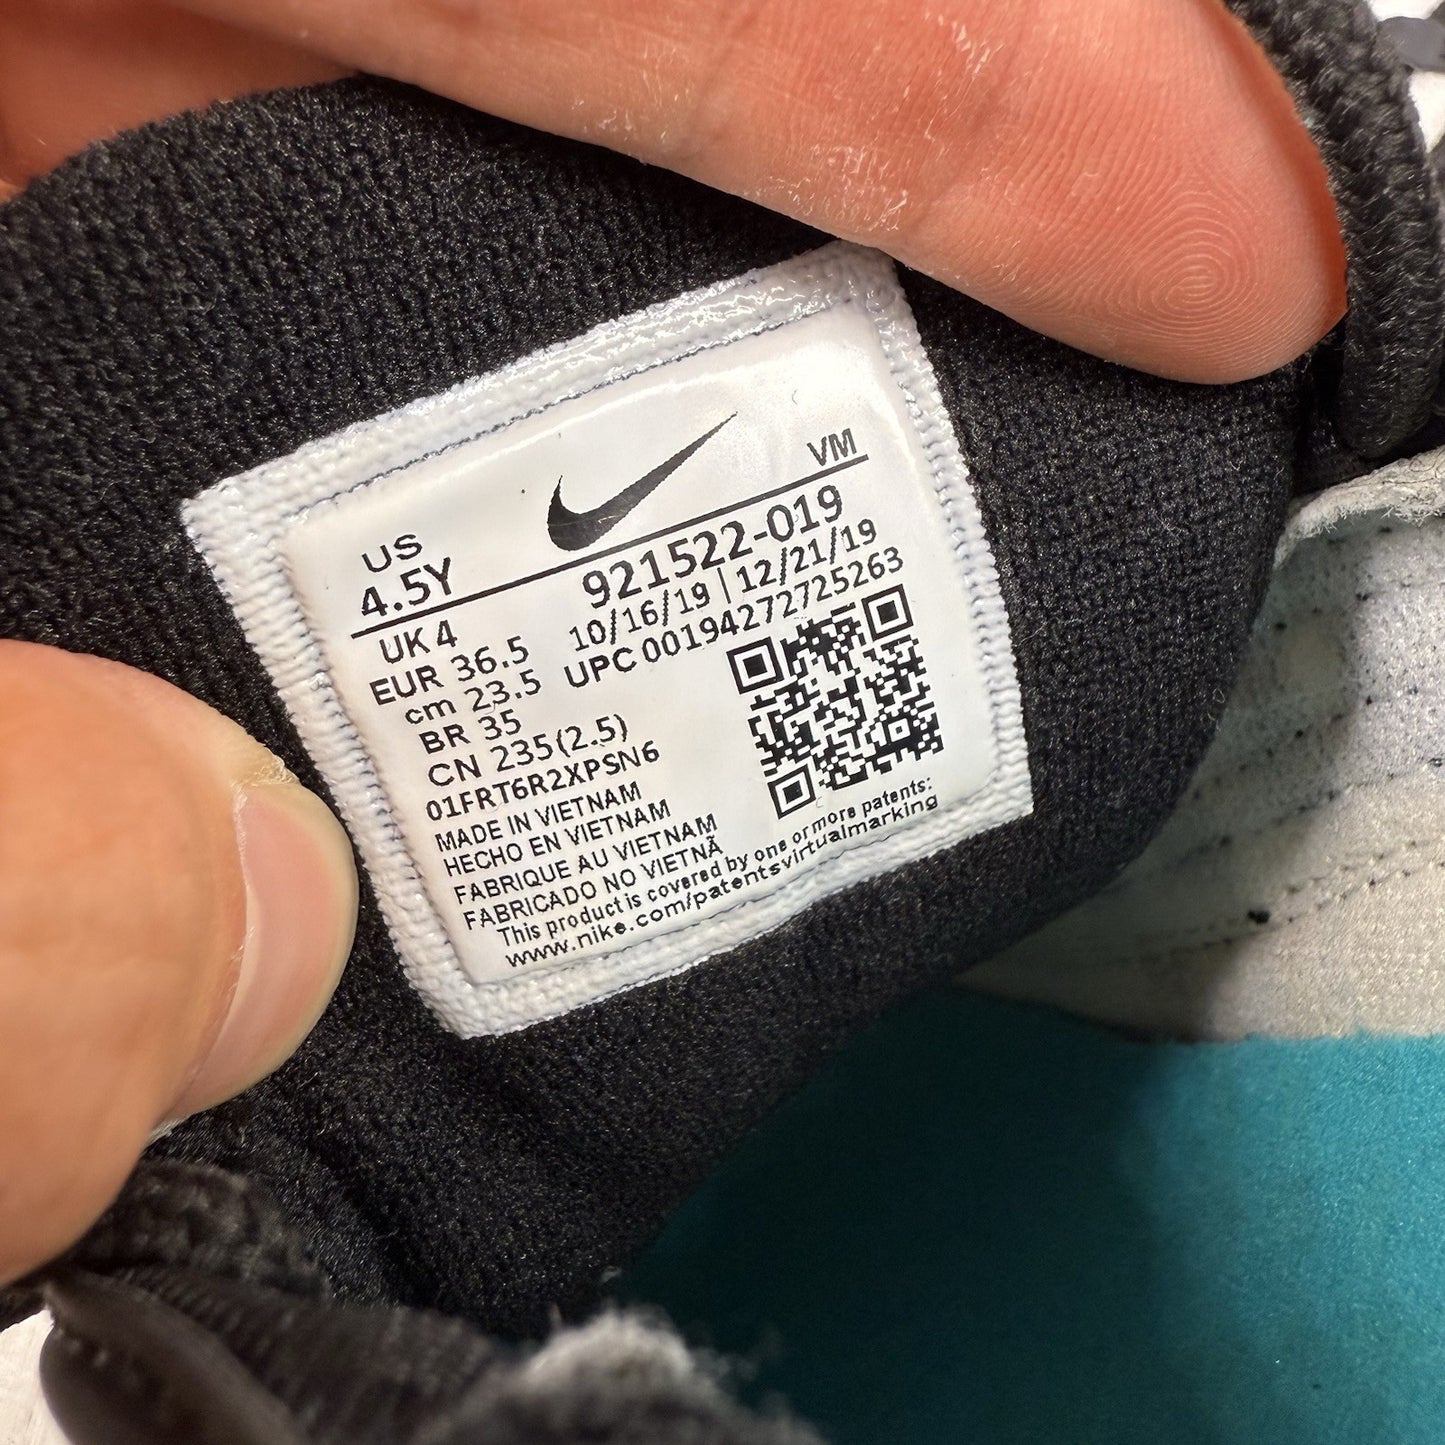 US
4.5Y
VM
921522-019
10/16/19 | 12/21/19
UPC 00194272725263
UK 4
EUR 36.5
cm 23.5
BR 35
CN 235(2.5)
01FRT6R2XPSN6
MADE IN VIETNAM
HECHO EN VIETNAM
FABRIQUE AU VIETNAM
FABRICADO NO VIETNÃ
This product is covered by one or more patents:
www.nike.com/patentsvirtualmarking